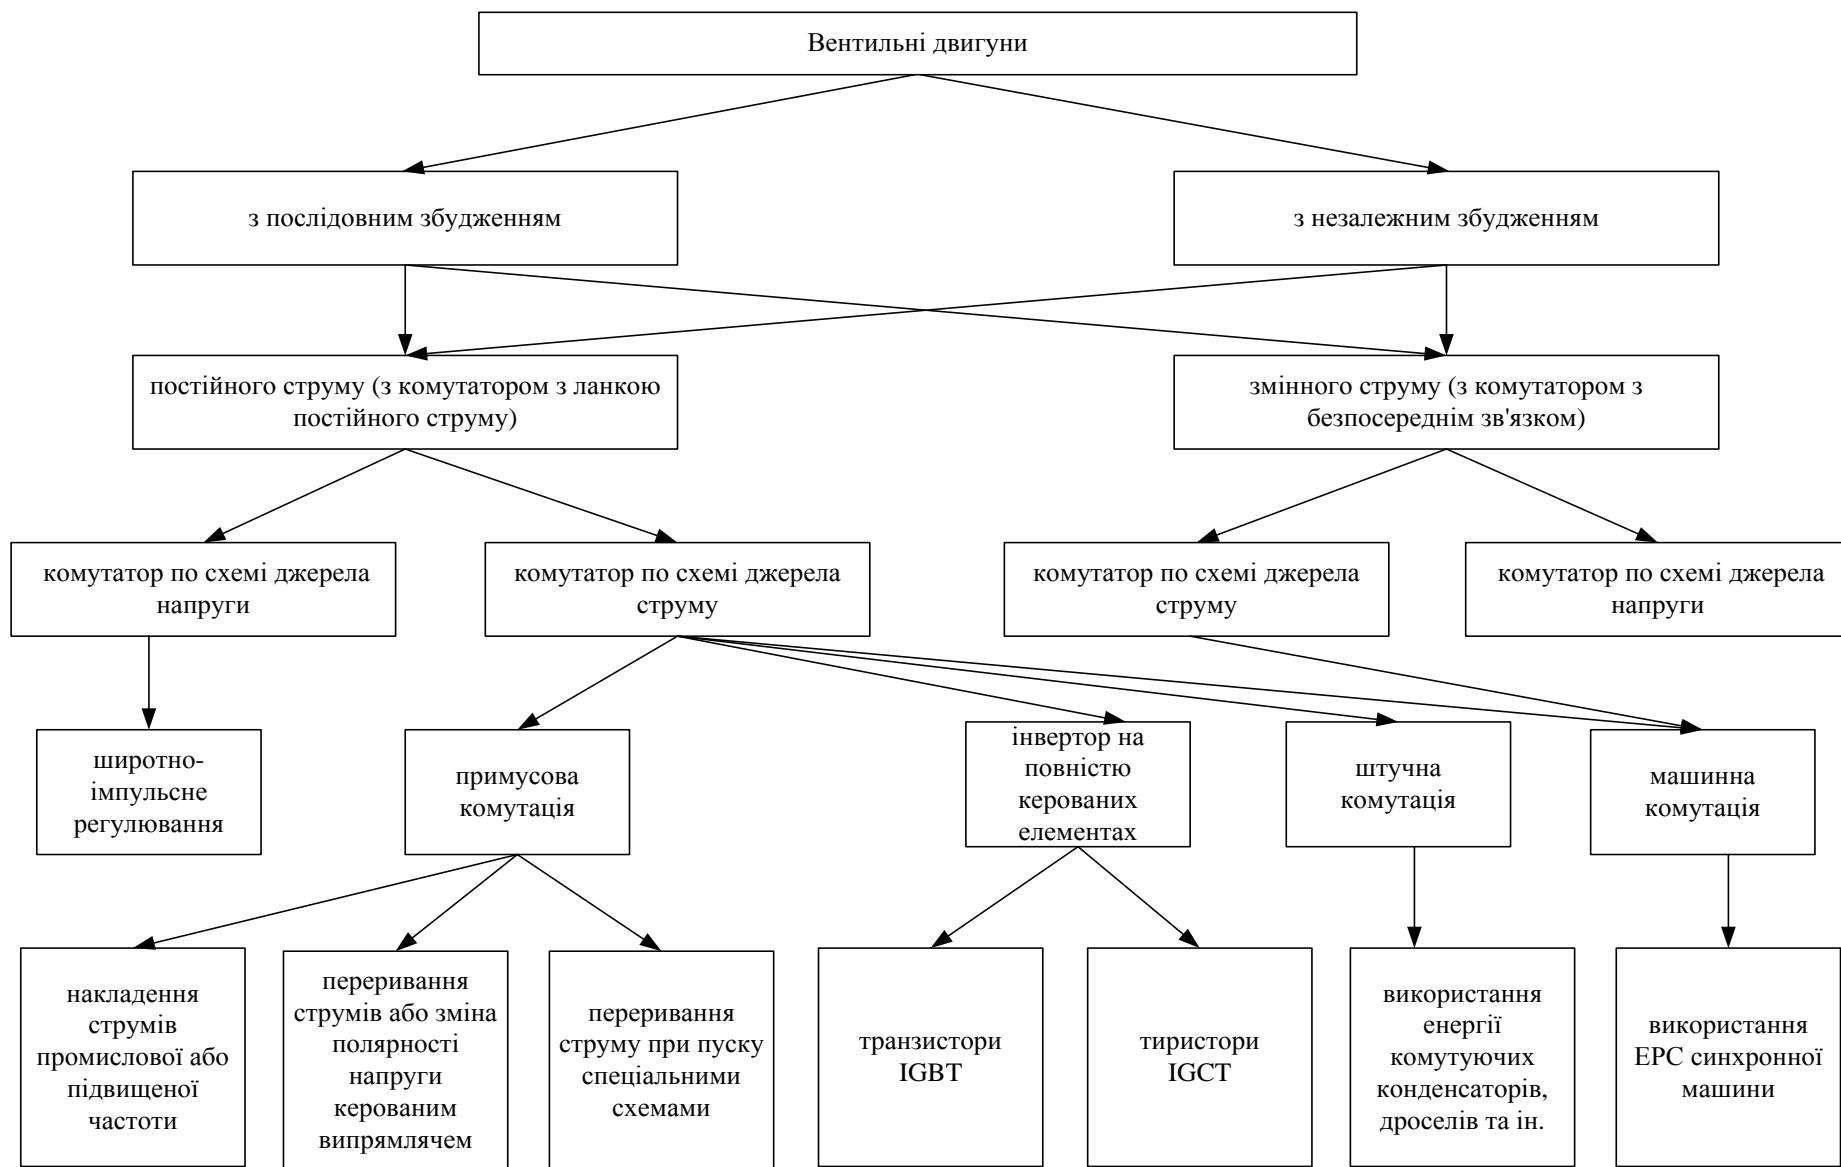 Вентильні двигуни
з послідовним збудженням
з незалежним збудженням
постійного струму (з комутатором з ланкою
постійного струму)
змінного струму (з комутатором з
безпосереднім зв'язком)
комутатор по схемі джерела
напруги
комутатор по схемі джерела
струму
комутатор по схемі джерела
струму
комутатор по схемі джерела
напруги
широтно-
імпульсне
регулювання
примусова
комутація
інвертор на
повністю
керованих
елементах
штучна
комутація
машинна
комутація
накладення
струмів
промислової або
підвищеної
частоти
переривання
струмів або зміна
полярності
напруги
керованим
випрямлячем
переривання
струму при пуску
спеціальними
схемами
транзистори
IGBT
тиристори
IGCT
використання
енергії
комутуючих
конденсаторів,
дроселів та ін.
використання
ЕРС синхронної
машини